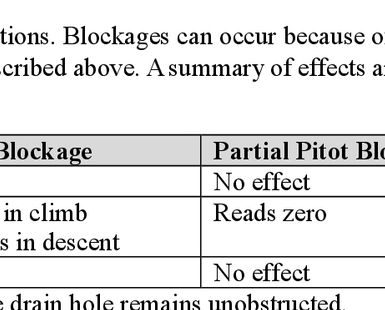 tions. Blockages can occur because o
cribed above. A summary of effects a
Blockage Partial Pitot Blo
No effect
in climb Reads zero
s in descent
No effect
e drain hole remains unobstructed.